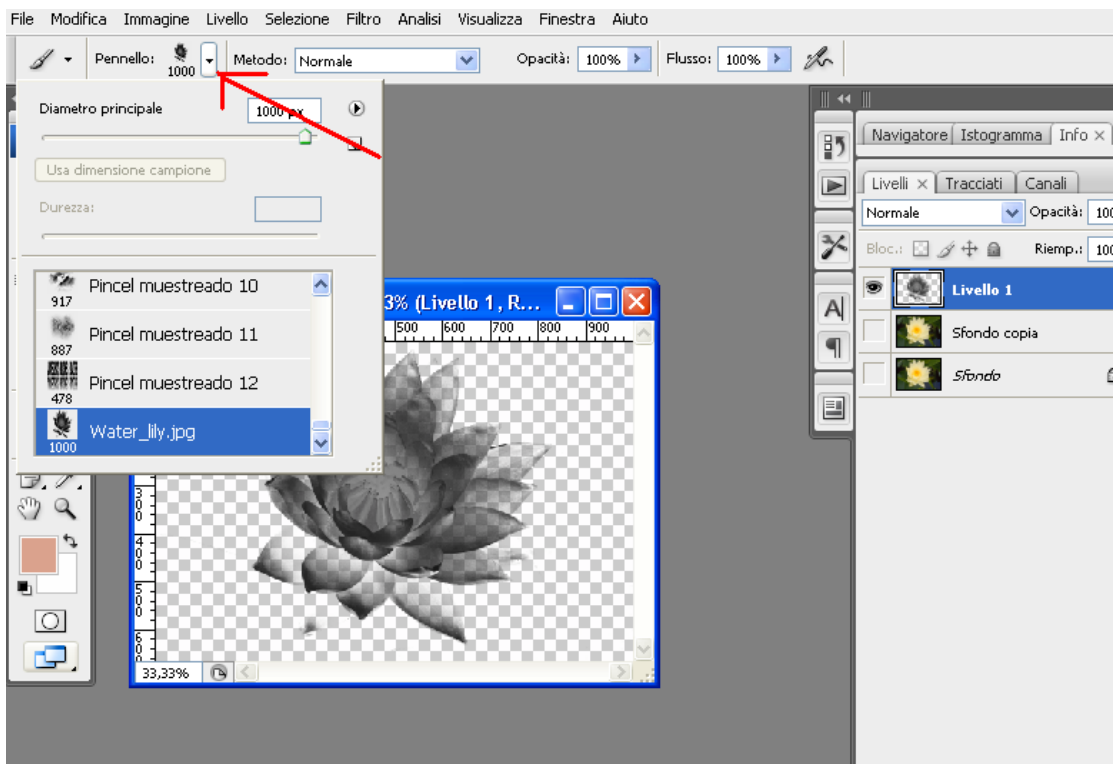 File Modifica Immagine Livello Selezione Filtro Analisi Visualizza Finestra Aiuto
Pennello: 1000 Metodo: Normale Opacità: 100% Flusso: 100%
Diametro principale 1000 px
Usa dimensione campione
Durezza:
917 Pincel muestreado 10
887 Pincel muestreado 11
478 Pincel muestreado 12
1000 Water_lily.jpg
3% (Livello 1, R...
500 600 700 800 900
33,33%
Navigatore Istogramma Info
Livelli Tracciati Canali
Normale Opacità: 100
Bloc.: Riemp.: 100
Livello 1
Sfondo copia
Sfondo